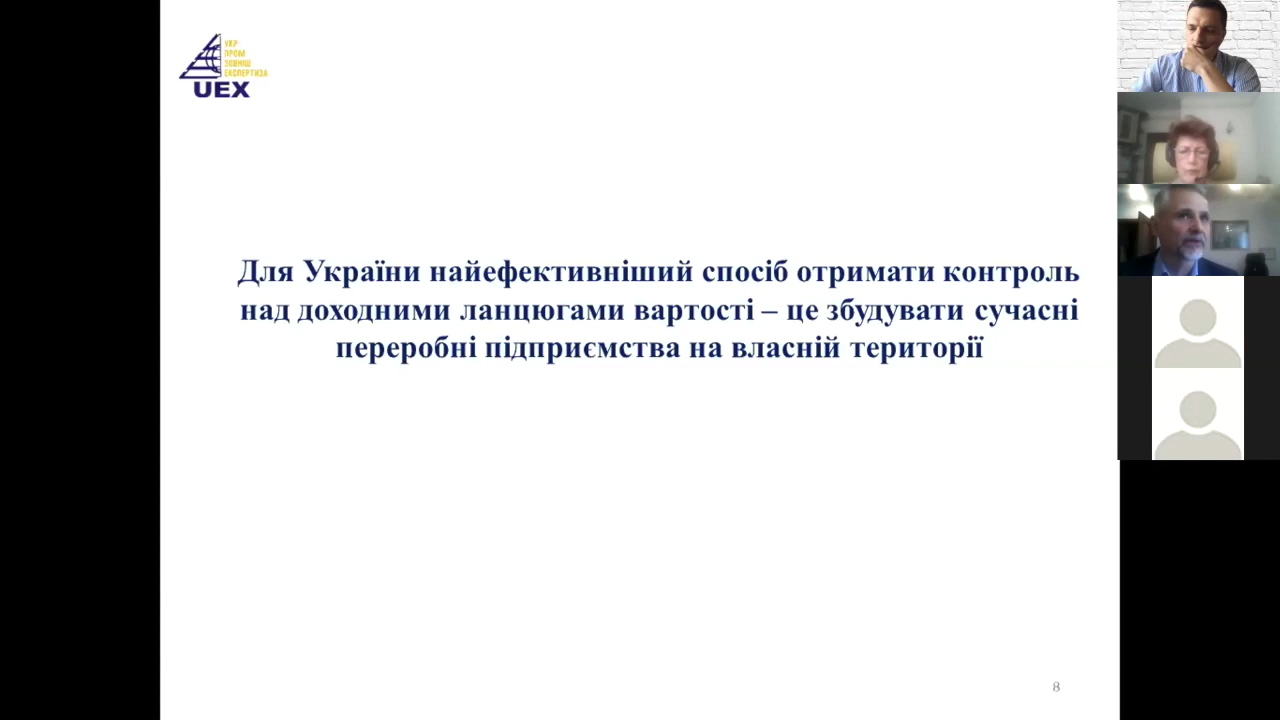 УКР
ПРОМ
ЗОВНІШ
ЕКСПЕРТИЗА
UEX
Для України найефективніший спосіб отримати контроль
над доходними ланцюгами вартості – це збудувати сучасні
переробні підприємства на власній території
8